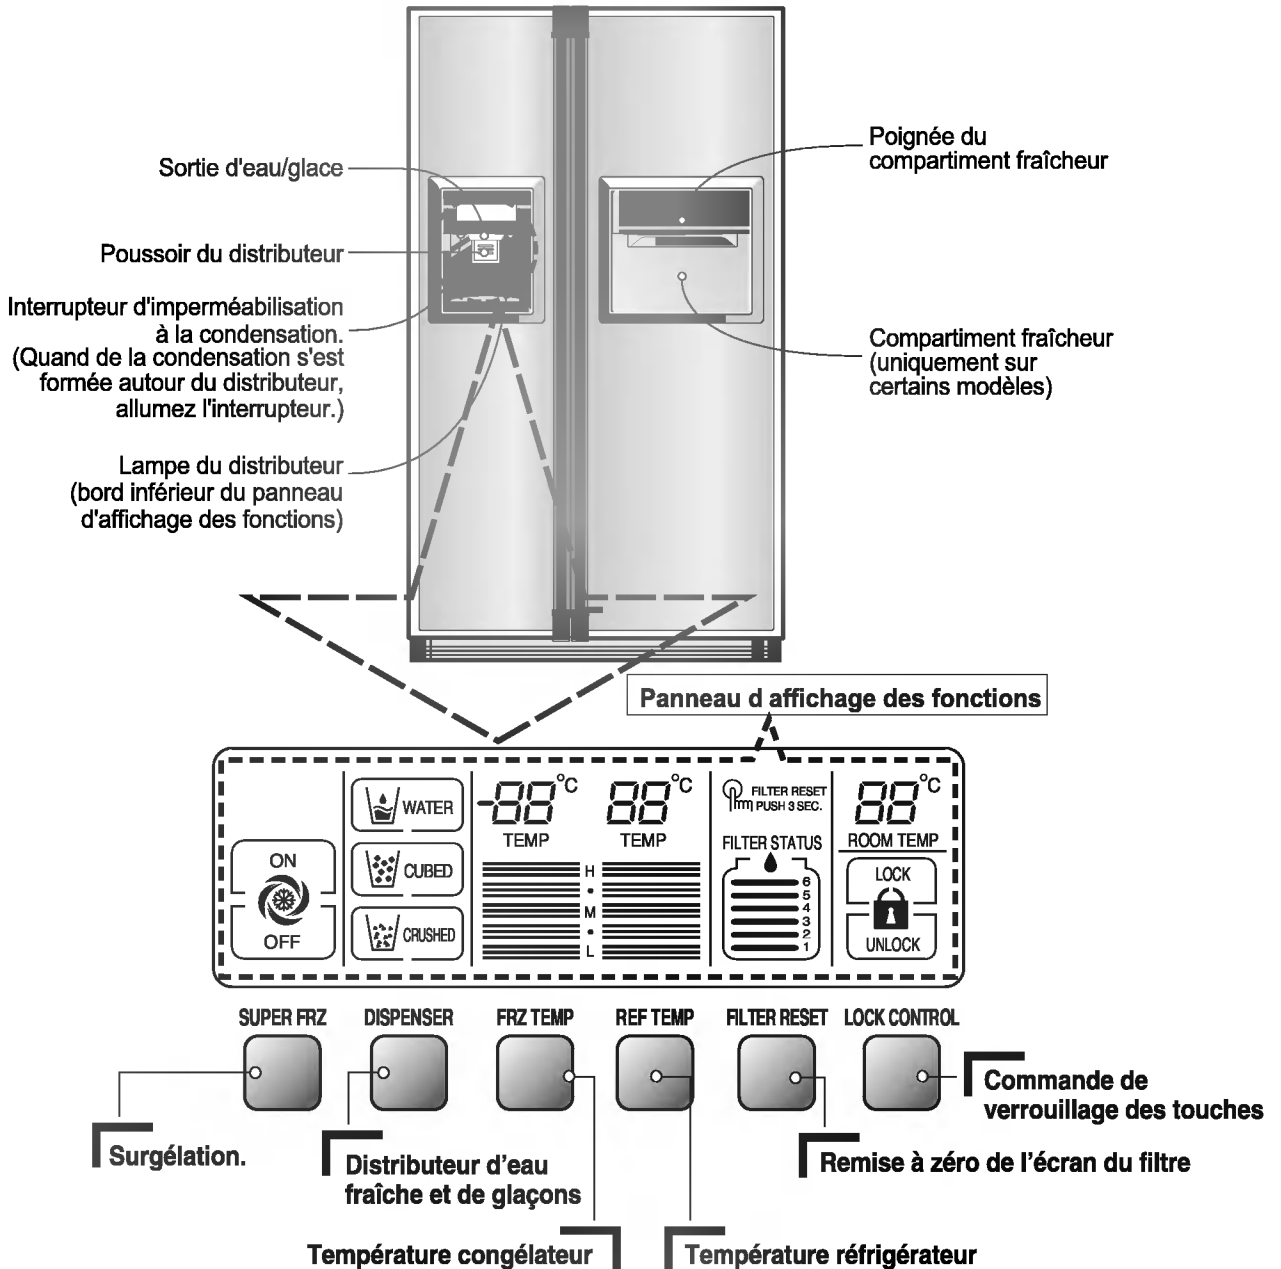 Sortie d'eau/glace
Poussoir du distributeur
Interrupteur d'imperméabilisation
à la condensation.
(Quand de la condensation s'est
formée autour du distributeur,
allumez l'interrupteur.)
Lampe du distributeur
(bord inférieur du panneau
d'affichage des fonctions)
Poignée du
compartiment fraîcheur
Compartiment fraîcheur
(uniquement sur
certains modèles)
Panneau d affichage des fonctions
ON
OFF
WATER
CUBED
CRUSHED
-88°C
TEMP
88°C
TEMP
H
M
L
FILTER RESET
PUSH 3 SEC.
FILTER STATUS
6
5
4
3
2
1
88°C
ROOM TEMP
LOCK
UNLOCK
SUPER FRZ
DISPENSER
FRZ TEMP
REF TEMP
FILTER RESET
LOCK CONTROL
Commande de
verrouillage des touches
Surgélation.
Distributeur d'eau
fraîche et de glaçons
Remise à zéro de l'écran du filtre
Température congélateur
Température réfrigérateur